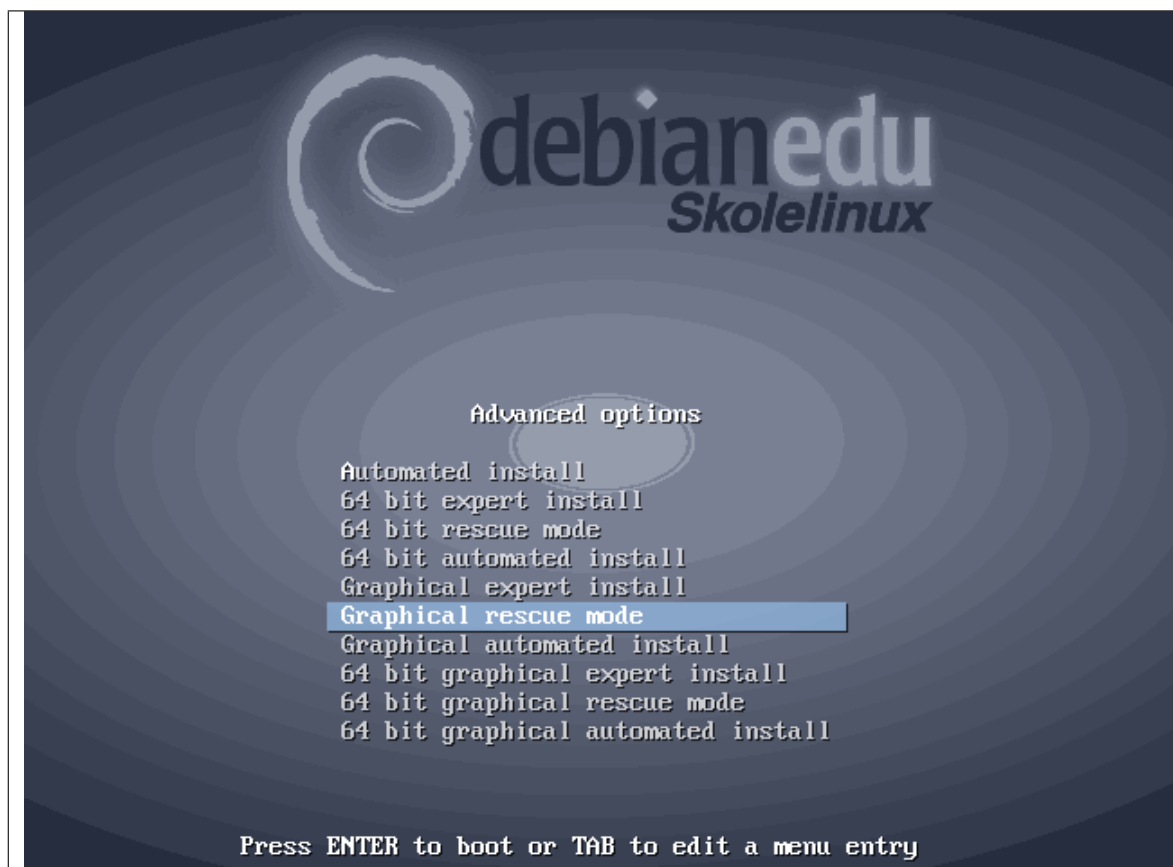 debianedu
Skolelinux
Advanced options
Automated install
64 bit expert install
64 bit rescue mode
64 bit automated install
Graphical expert install
Graphical rescue mode
Graphical automated install
64 bit graphical expert install
64 bit graphical rescue mode
64 bit graphical automated install
Press ENTER to boot or TAB to edit a menu entry